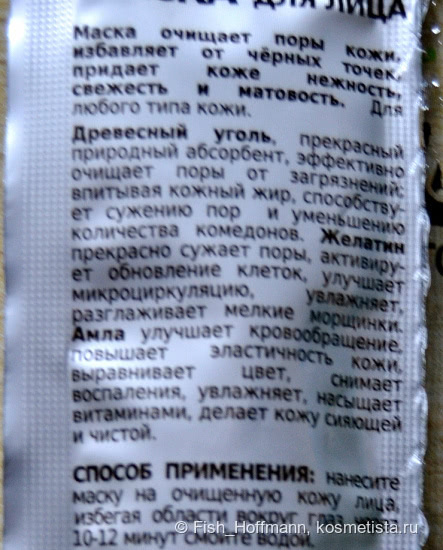 ДЛЯ ЛИЦА
Маска очищает поры кожи,
избавляет от чёрных точек,
придает коже нежность,
свежесть и матовость. Для
любого типа кожи.
Древесный уголь, прекрасный
природный абсорбент, эффективно
очищает поры от загрязнений;
впитывая кожный жир, способству-
ет сужению пор и уменьшению
количества комедонов. Желатин
прекрасно сужает поры, активиру-
ет обновление клеток, улучшает
микроциркуляцию, увлажняет,
разглаживает мелкие морщинки.
Амла улучшает кровообращение,
повышает эластичность кожи,
выравнивает цвет, снимает
воспаления, увлажняет, насыщает
витаминами, делает кожу сияющей
и чистой.
СПОСОБ ПРИМЕНЕНИЯ: нанесите
маску на очищенную кожу лица,
избегая области вокруг глаз
10-12 минут смойте водой.
© Fish_Hoffmann, kosmetista.ru